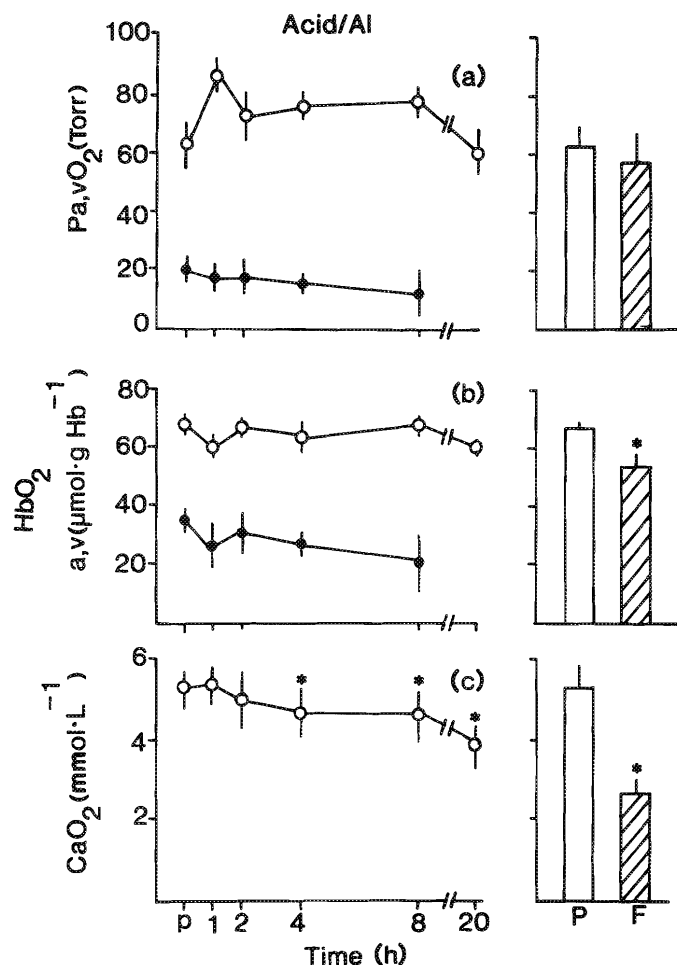 Acid/Al
Pa,vO2(Torr)
100
80
60
40
20
0
(a)
HbO2
a,v(µmol·g Hb⁻¹)
80
60
40
20
(b)
*
CaO2(mmol·L⁻¹)
6
4
2
* * *
(c)
*
P 1 2 4 8 20
Time (h)
P F